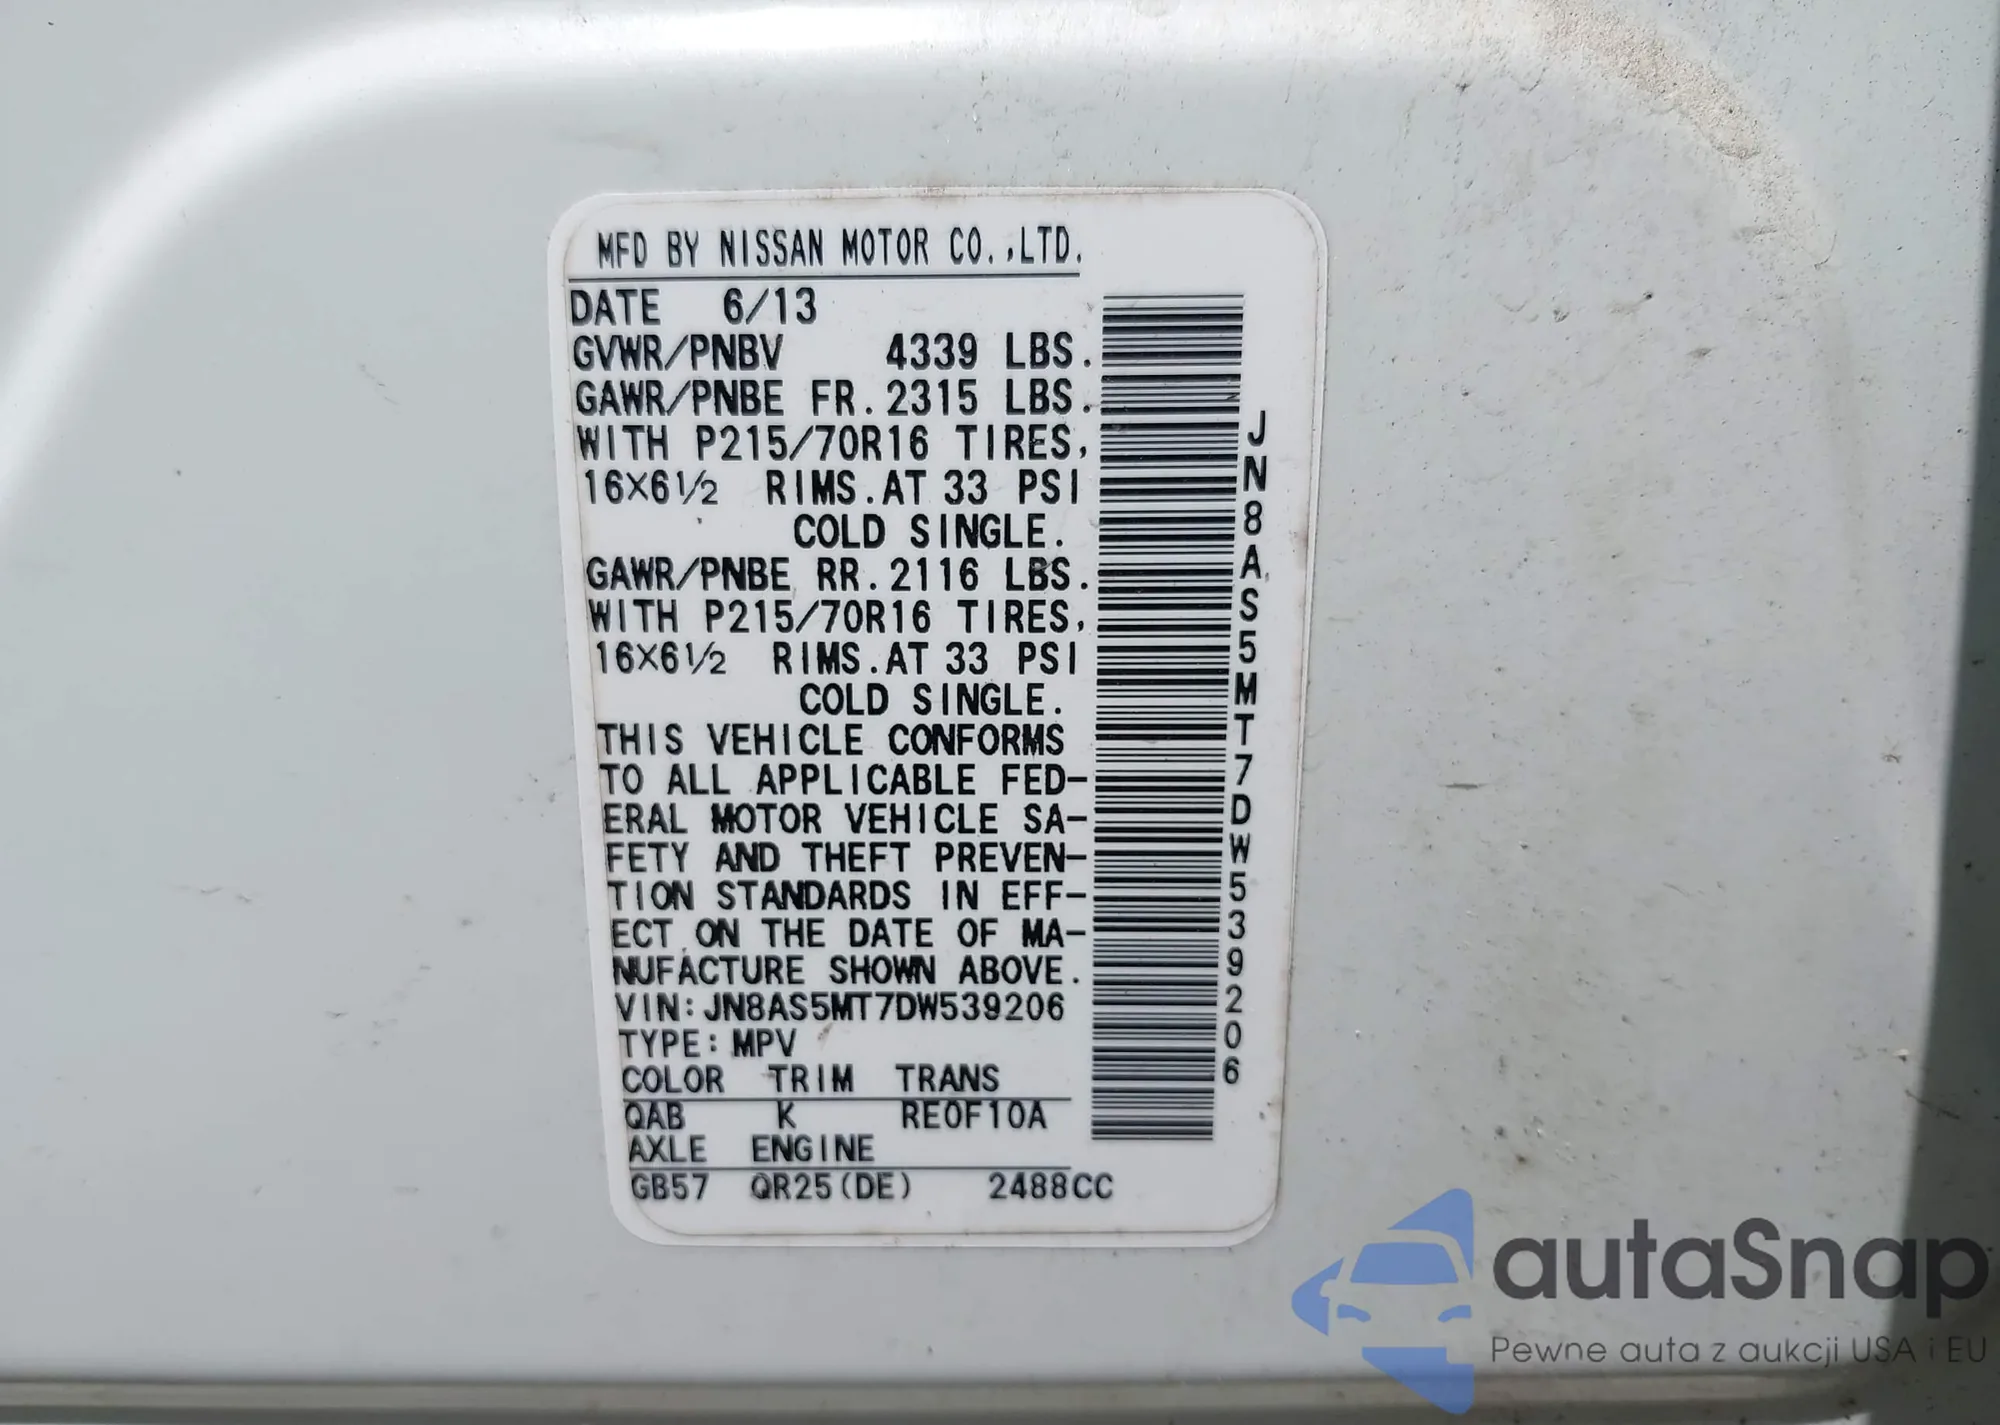 MFD BY NISSAN MOTOR CO.,LTD.
DATE 6/13
GVWR/PNBV 4339 LBS.
GAWR/PNBE FR.2315 LBS.
WITH P215/70R16 TIRES,
16×6½ RIMS.AT 33 PSI
COLD SINGLE.
GAWR/PNBE RR.2116 LBS.
WITH P215/70R16 TIRES,
16×6½ RIMS.AT 33 PSI
COLD SINGLE.
THIS VEHICLE CONFORMS
TO ALL APPLICABLE FED-
ERAL MOTOR VEHICLE SA-
FETY AND THEFT PREVEN-
TION STANDARDS IN EFF-
ECT ON THE DATE OF MA-
NUFACTURE SHOWN ABOVE.
VIN:JN8AS5MT7DW539206
TYPE:MPV
COLOR TRIM TRANS
QAB K RE0F10A
AXLE ENGINE
GB57 QR25(DE) 2488CC
JN8AS5MT7DW539206
autaSnap
Pewne auta z aukcji USA i EU